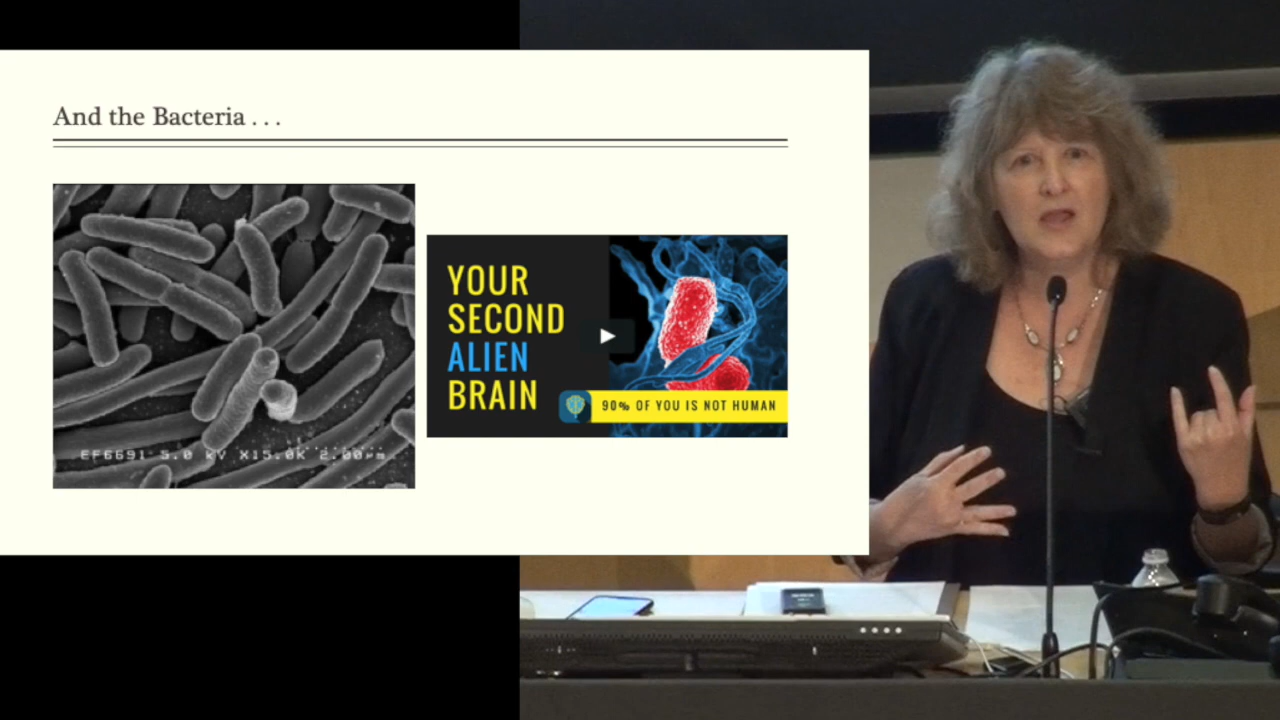 And the Bacteria . . .
YOUR
SECOND
ALIEN
BRAIN
90% OF YOU IS NOT HUMAN
EF6691 5.0 kV X15.0K 2.00µm